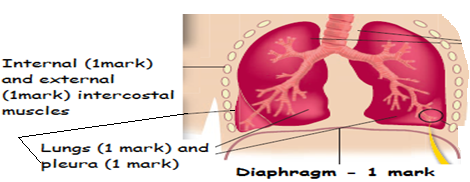 Internal (1mark)
and external
(1mark) intercostal
muscles
Lungs (1 mark) and
pleura (1 mark)
Diaphragm - 1 mark